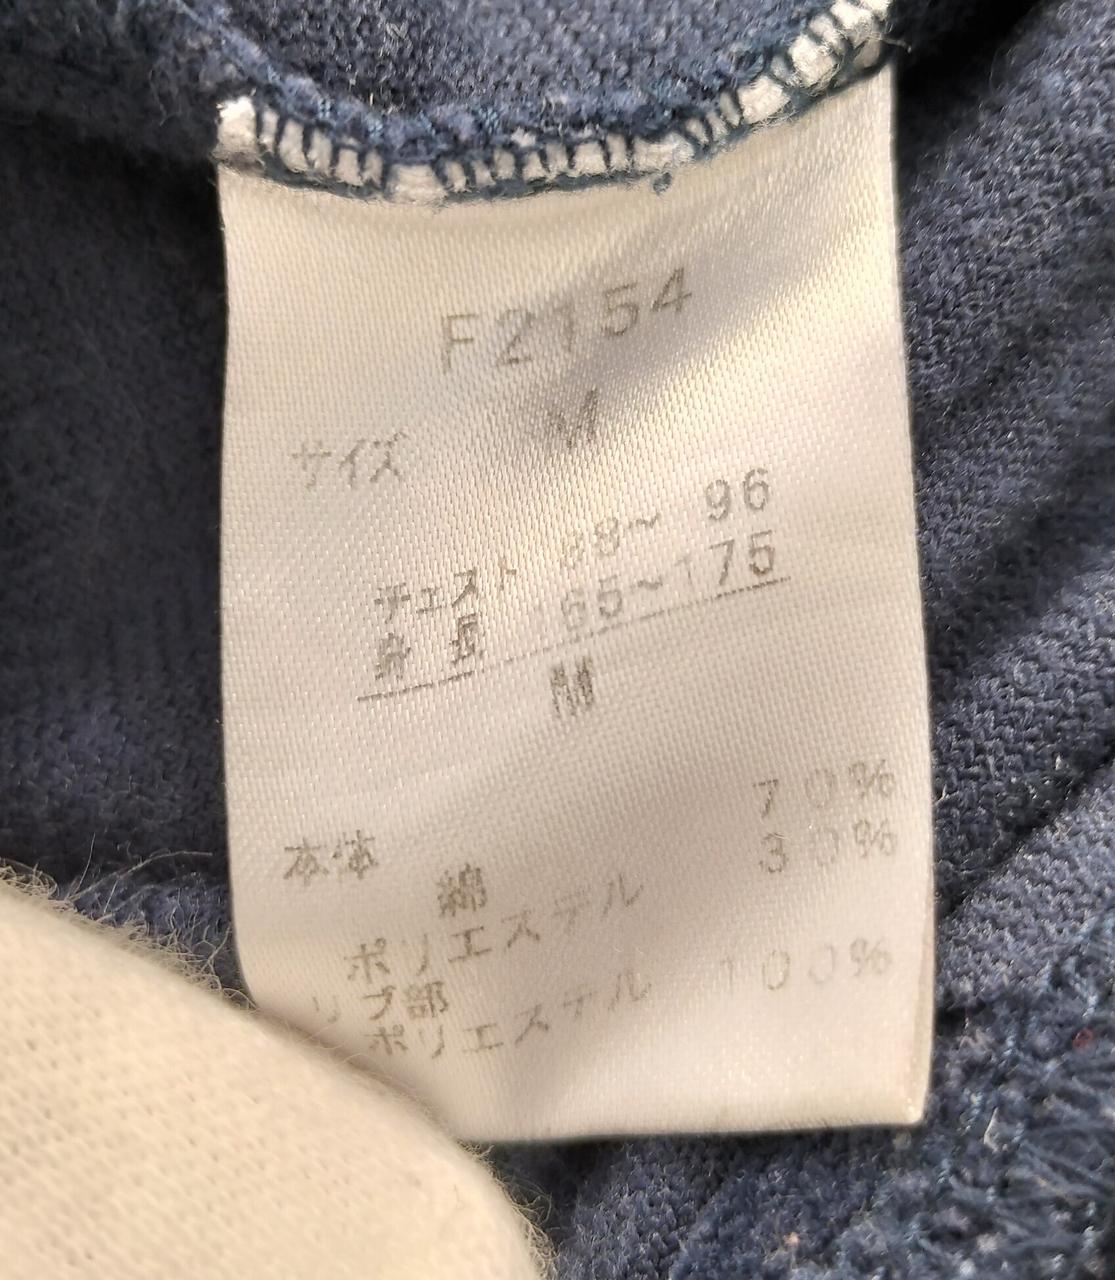 F2154
サイズ M
チェスト 88~ 96
身 長 165~175
M
本体
綿 70%
ポリエステル 30%
リブ部
ポリエステル 100%